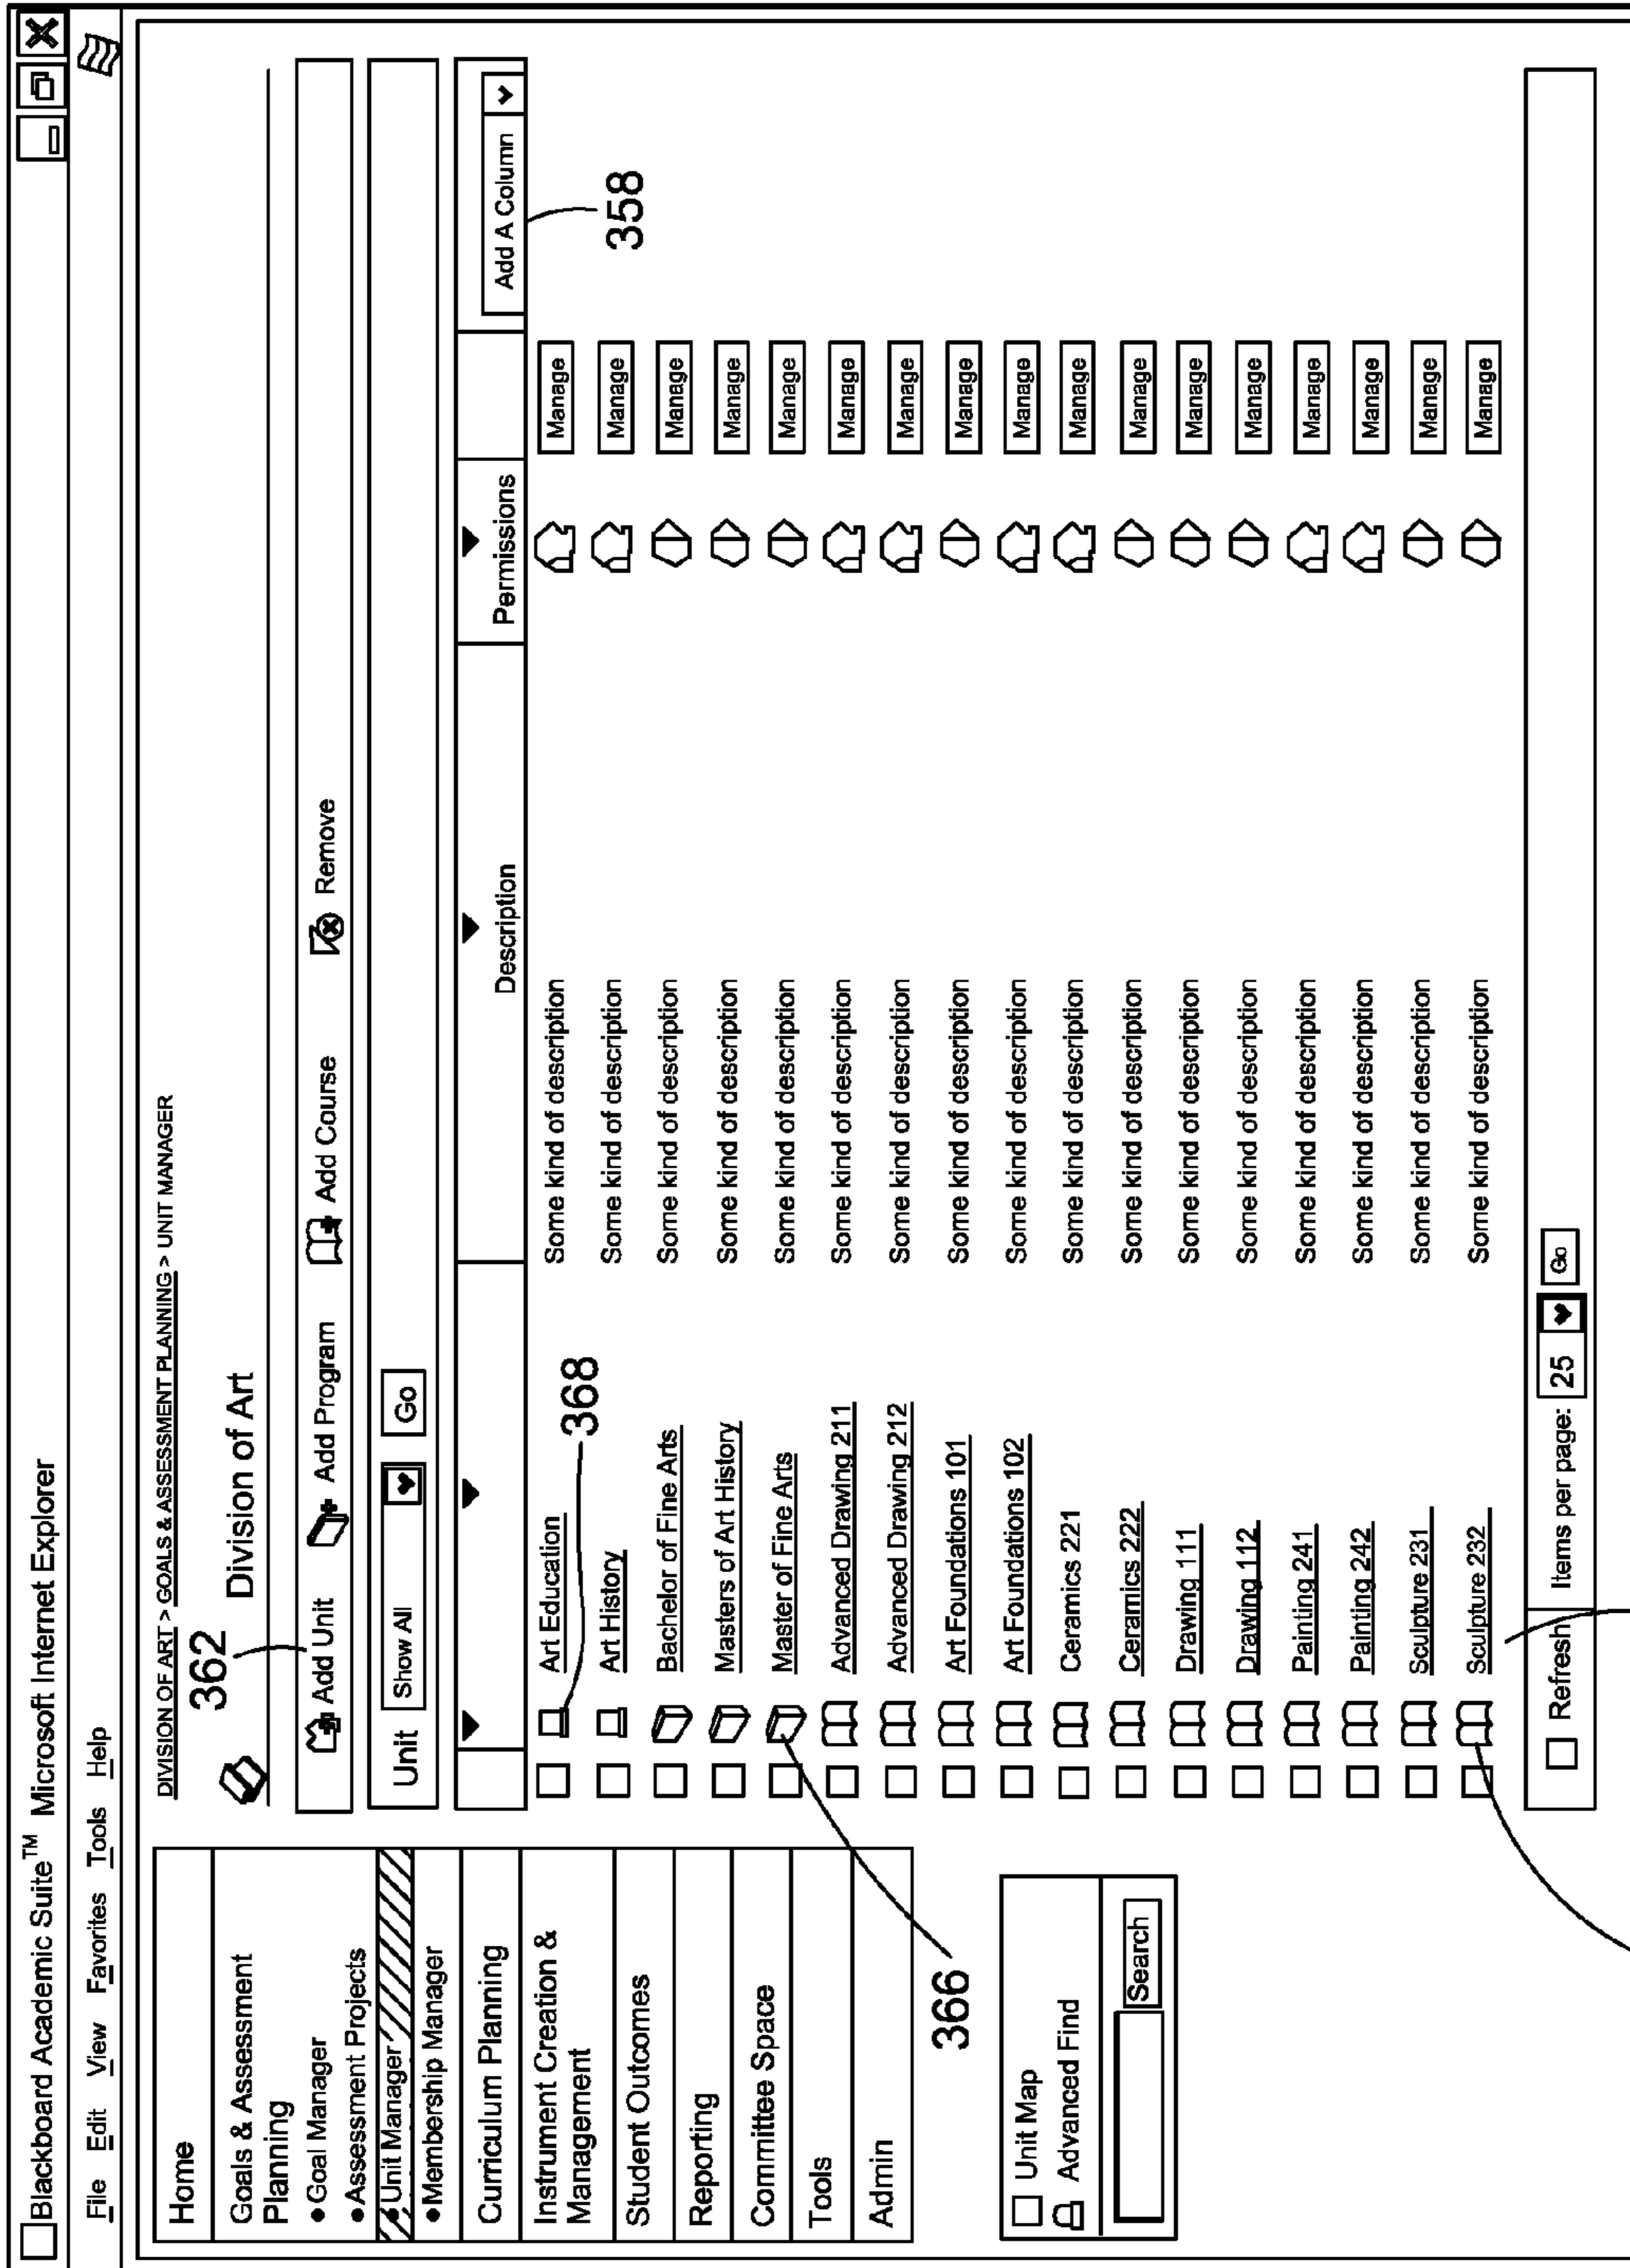 Blackboard Academic Suite™ Microsoft Internet Explorer
File Edit View Favorites Tools Help
Home
Goals & Assessment
Planning
• Goal Manager
• Assessment Projects
• Unit Manager
• Membership Manager
Curriculum Planning
Instrument Creation &
Management
Student Outcomes
Reporting
Committee Space
Tools
Admin
366
Unit Map
Advanced Find
Search
DIVISION OF ART > GOALS & ASSESSMENT PLANNING > UNIT MANAGER
362
Division of Art
Add Unit Add Program Add Course Remove
Unit Show All Go
Description Permissions Add A Column
358
368
Art Education Some kind of description Manage
Art History Some kind of description Manage
Bachelor of Fine Arts Some kind of description Manage
Masters of Art History Some kind of description Manage
Master of Fine Arts Some kind of description Manage
Advanced Drawing 211 Some kind of description Manage
Advanced Drawing 212 Some kind of description Manage
Art Foundations 101 Some kind of description Manage
Art Foundations 102 Some kind of description Manage
Ceramics 221 Some kind of description Manage
Ceramics 222 Some kind of description Manage
Drawing 111 Some kind of description Manage
Drawing 112 Some kind of description Manage
Painting 241 Some kind of description Manage
Painting 242 Some kind of description Manage
Sculpture 231 Some kind of description Manage
Sculpture 232 Some kind of description Manage
Refresh Items per page: 25 Go